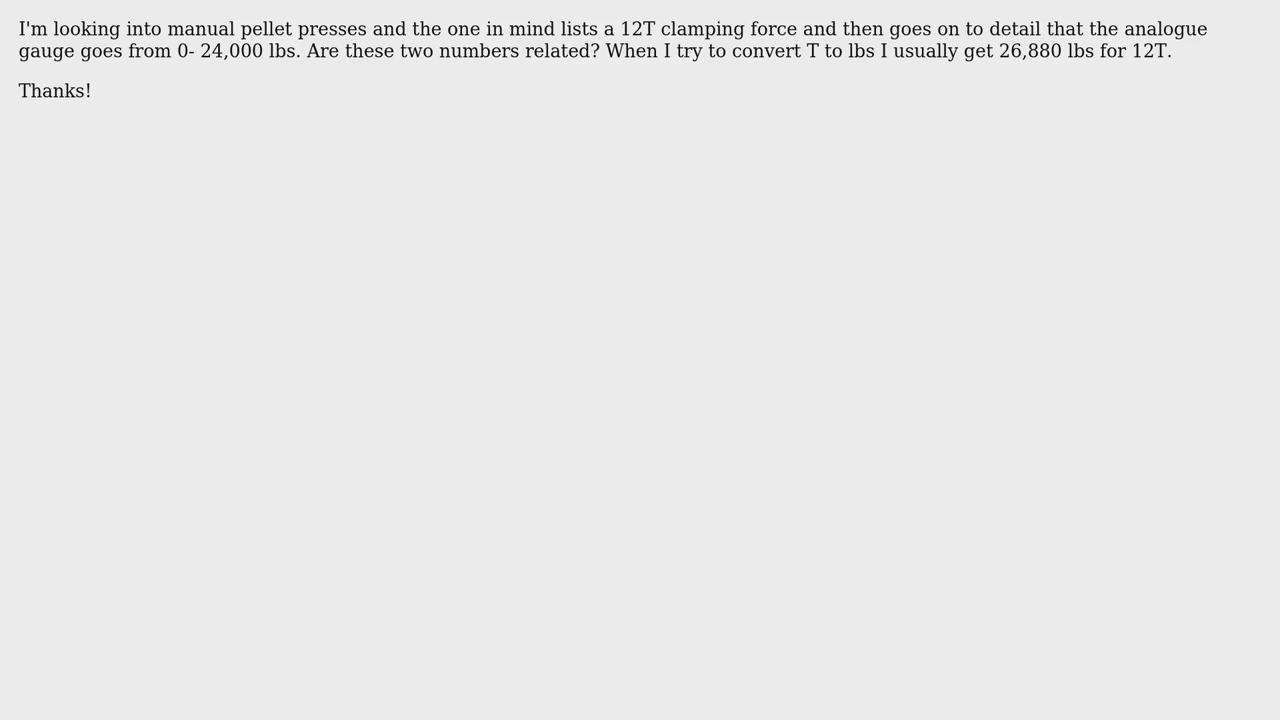 I'm looking into manual pellet presses and the one in mind lists a 12T clamping force and then goes on to detail that the analogue
gauge goes from 0- 24,000 lbs. Are these two numbers related? When I try to convert T to lbs I usually get 26,880 lbs for 12T.
Thanks!